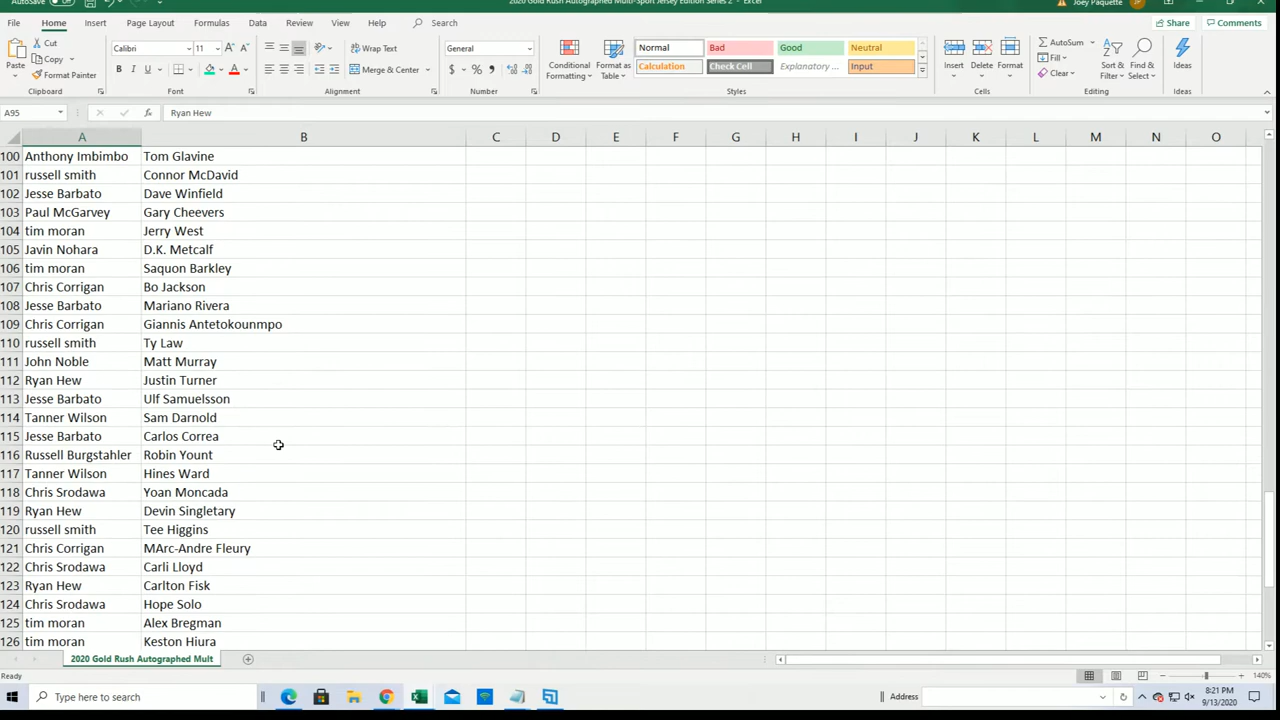 AutoSave Off 2020 Gold Rush Autographed Multi-Sport Jersey Edition Series 2 - Excel Joey Paquette JP
File Home Insert Page Layout Formulas Data Review View Help Search Share Comments
Paste Cut Copy Format Painter Clipboard
Calibri 11 Font
Wrap Text Merge & Center Alignment
General Number
Conditional Formatting Format as Table
Normal Bad Good Neutral
Calculation Check Cell Explanatory ... Input
Styles
Insert Delete Format Cells
AutoSum Fill Clear Sort & Filter Find & Select Editing
Ideas Ideas
A95 Ryan Hew
A B C D E F G H I J K L M N O
100 Anthony Imbimbo Tom Glavine
101 russell smith Connor McDavid
102 Jesse Barbato Dave Winfield
103 Paul McGarvey Gary Cheevers
104 tim moran Jerry West
105 Javin Nohara D.K. Metcalf
106 tim moran Saquon Barkley
107 Chris Corrigan Bo Jackson
108 Jesse Barbato Mariano Rivera
109 Chris Corrigan Giannis Antetokounmpo
110 russell smith Ty Law
111 John Noble Matt Murray
112 Ryan Hew Justin Turner
113 Jesse Barbato Ulf Samuelsson
114 Tanner Wilson Sam Darnold
115 Jesse Barbato Carlos Correa
116 Russell Burgstahler Robin Yount
117 Tanner Wilson Hines Ward
118 Chris Srodawa Yoan Moncada
119 Ryan Hew Devin Singletary
120 russell smith Tee Higgins
121 Chris Corrigan MArc-Andre Fleury
122 Chris Srodawa Carli Lloyd
123 Ryan Hew Carlton Fisk
124 Chris Srodawa Hope Solo
125 tim moran Alex Bregman
126 tim moran Keston Hiura
2020 Gold Rush Autographed Mult
Ready 140%
Type here to search Address 8:21 PM
9/13/2020